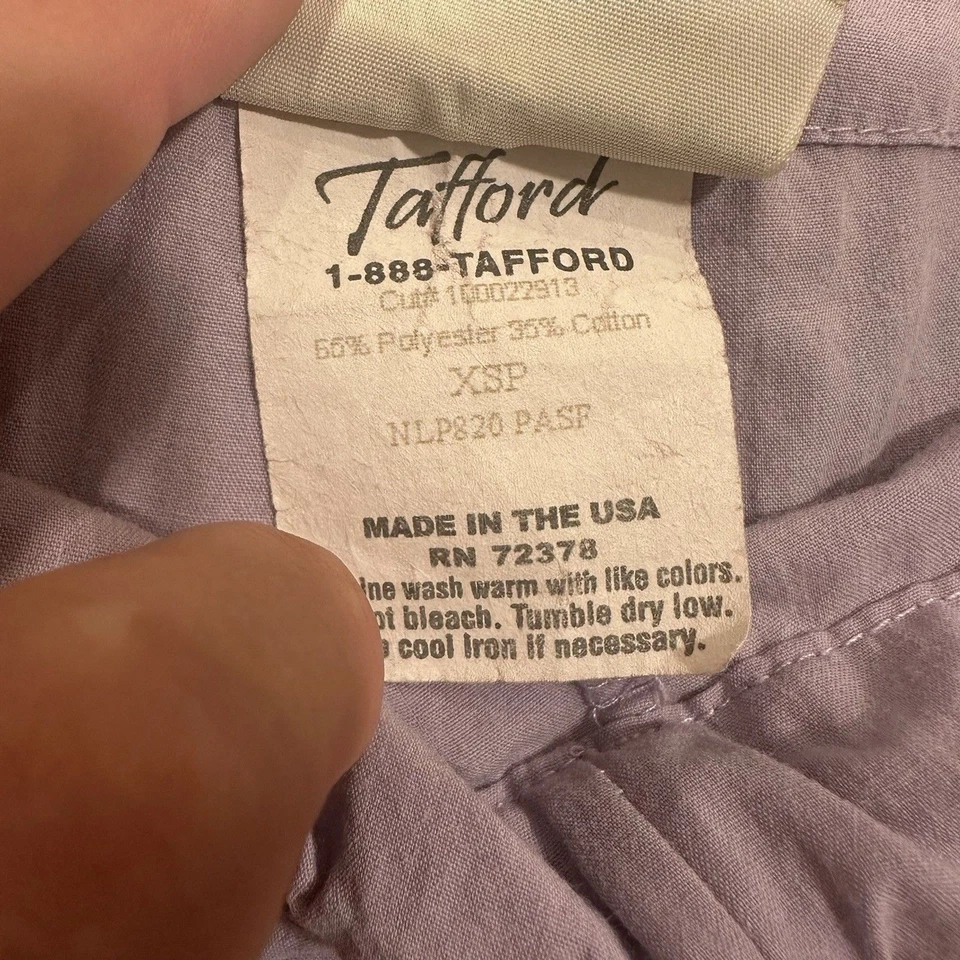 Tafford
1-888-TAFFORD
Cut# 100022913
65% Polyester 35% Cotton
XSP
NLP820 PASF
MADE IN THE USA
RN 72378
ine wash warm with like colors.
ot bleach. Tumble dry low.
cool iron if necessary.